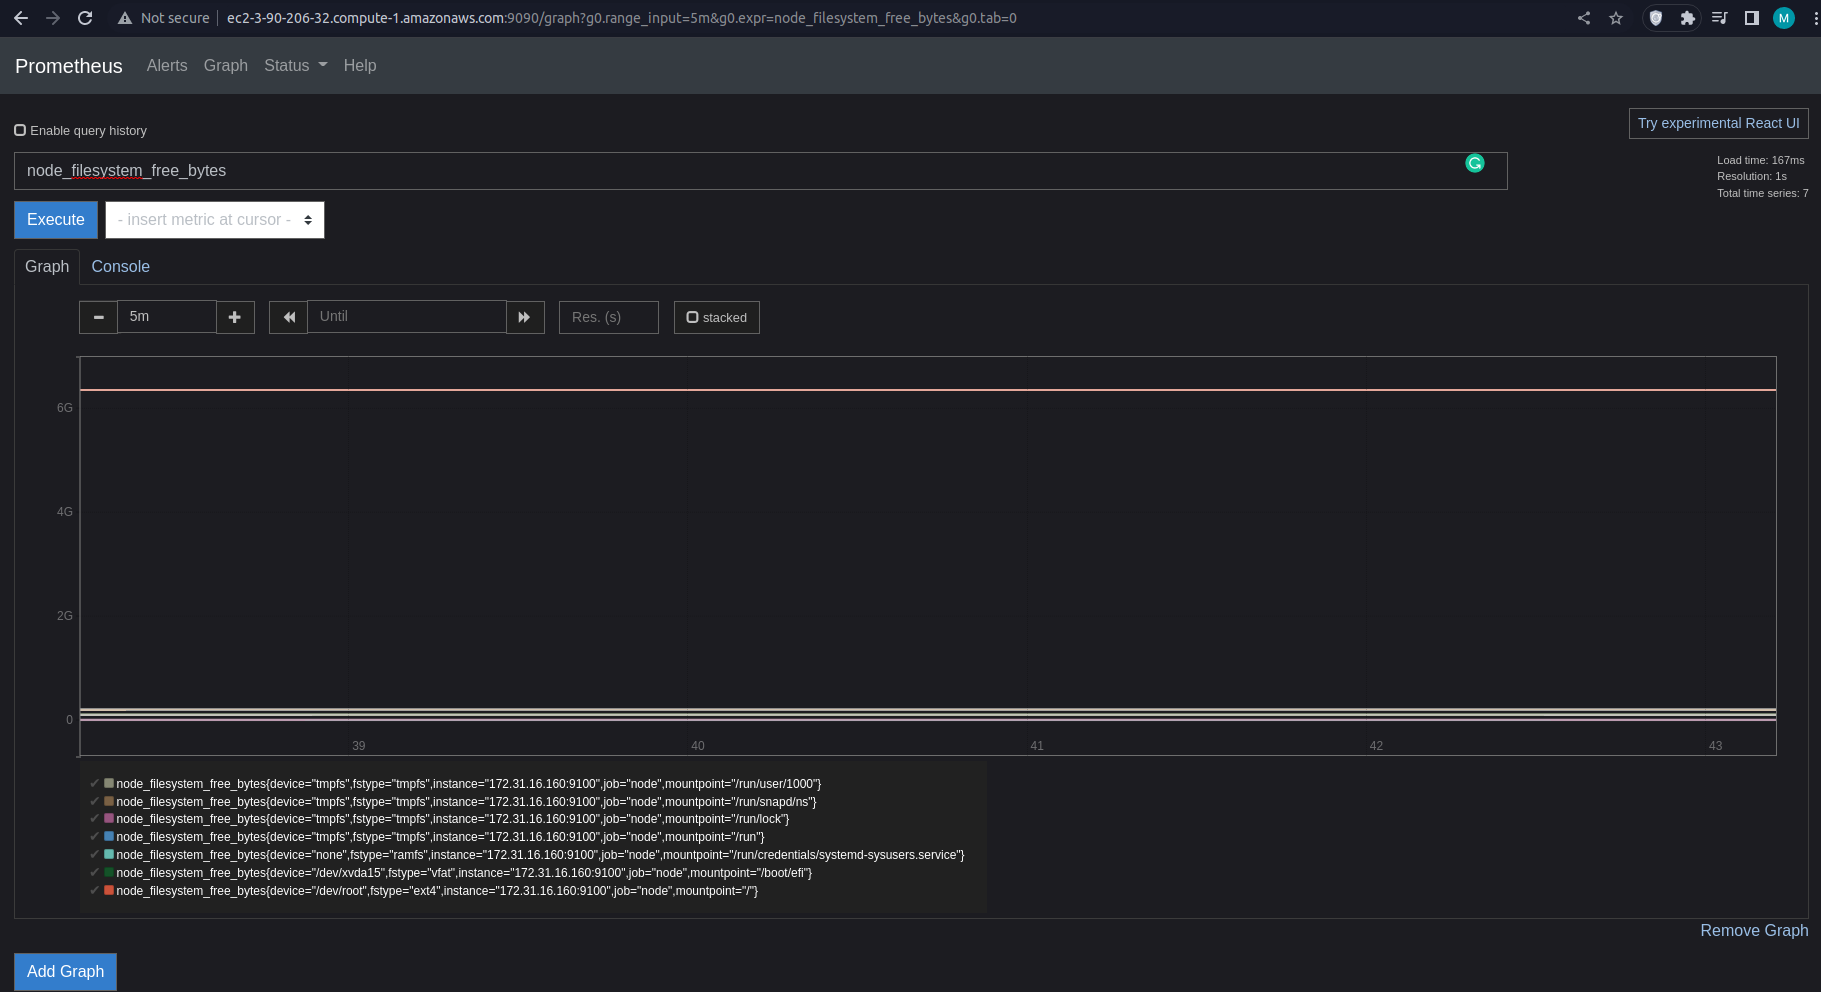 Not secure ec2-3-90-206-32.compute-1.amazonaws.com:9090/graph?g0.range_input=5m&g0.expr=node_filesystem_free_bytes&g0.tab=0
M
Prometheus Alerts Graph Status Help
Enable query history
Try experimental React UI
node_filesystem_free_bytes
Load time: 167ms
Resolution: 1s
Total time series: 7
Execute - insert metric at cursor -
Graph Console
5m Until Res. (s) stacked
6G
4G
2G
0
39 40 41 42 43
node_filesystem_free_bytes{device="tmpfs",fstype="tmpfs",instance="172.31.16.160:9100",job="node",mountpoint="/run/user/1000"}
node_filesystem_free_bytes{device="tmpfs",fstype="tmpfs",instance="172.31.16.160:9100",job="node",mountpoint="/run/snapd/ns"}
node_filesystem_free_bytes{device="tmpfs",fstype="tmpfs",instance="172.31.16.160:9100",job="node",mountpoint="/run/lock"}
node_filesystem_free_bytes{device="tmpfs",fstype="tmpfs",instance="172.31.16.160:9100",job="node",mountpoint="/run"}
node_filesystem_free_bytes{device="none",fstype="ramfs",instance="172.31.16.160:9100",job="node",mountpoint="/run/credentials/systemd-sysusers.service"}
node_filesystem_free_bytes{device="/dev/xvda15",fstype="vfat",instance="172.31.16.160:9100",job="node",mountpoint="/boot/efi"}
node_filesystem_free_bytes{device="/dev/root",fstype="ext4",instance="172.31.16.160:9100",job="node",mountpoint="/"}
Remove Graph
Add Graph